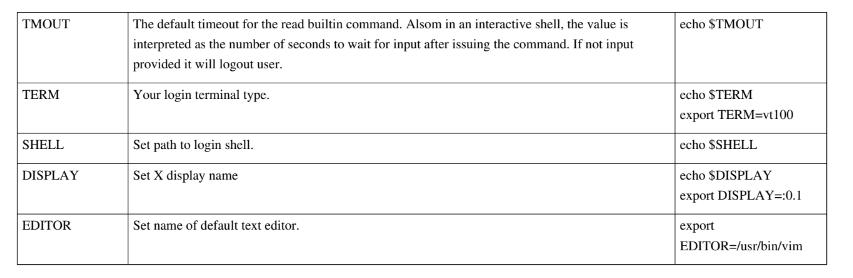 TMOUT
The default timeout for the read builtin command. Alsom in an interactive shell, the value is
interpreted as the number of seconds to wait for input after issuing the command. If not input
provided it will logout user.
echo $TMOUT
TERM
Your login terminal type.
echo $TERM
export TERM=vt100
SHELL
Set path to login shell.
echo $SHELL
DISPLAY
Set X display name
echo $DISPLAY
export DISPLAY=:0.1
EDITOR
Set name of default text editor.
export
EDITOR=/usr/bin/vim